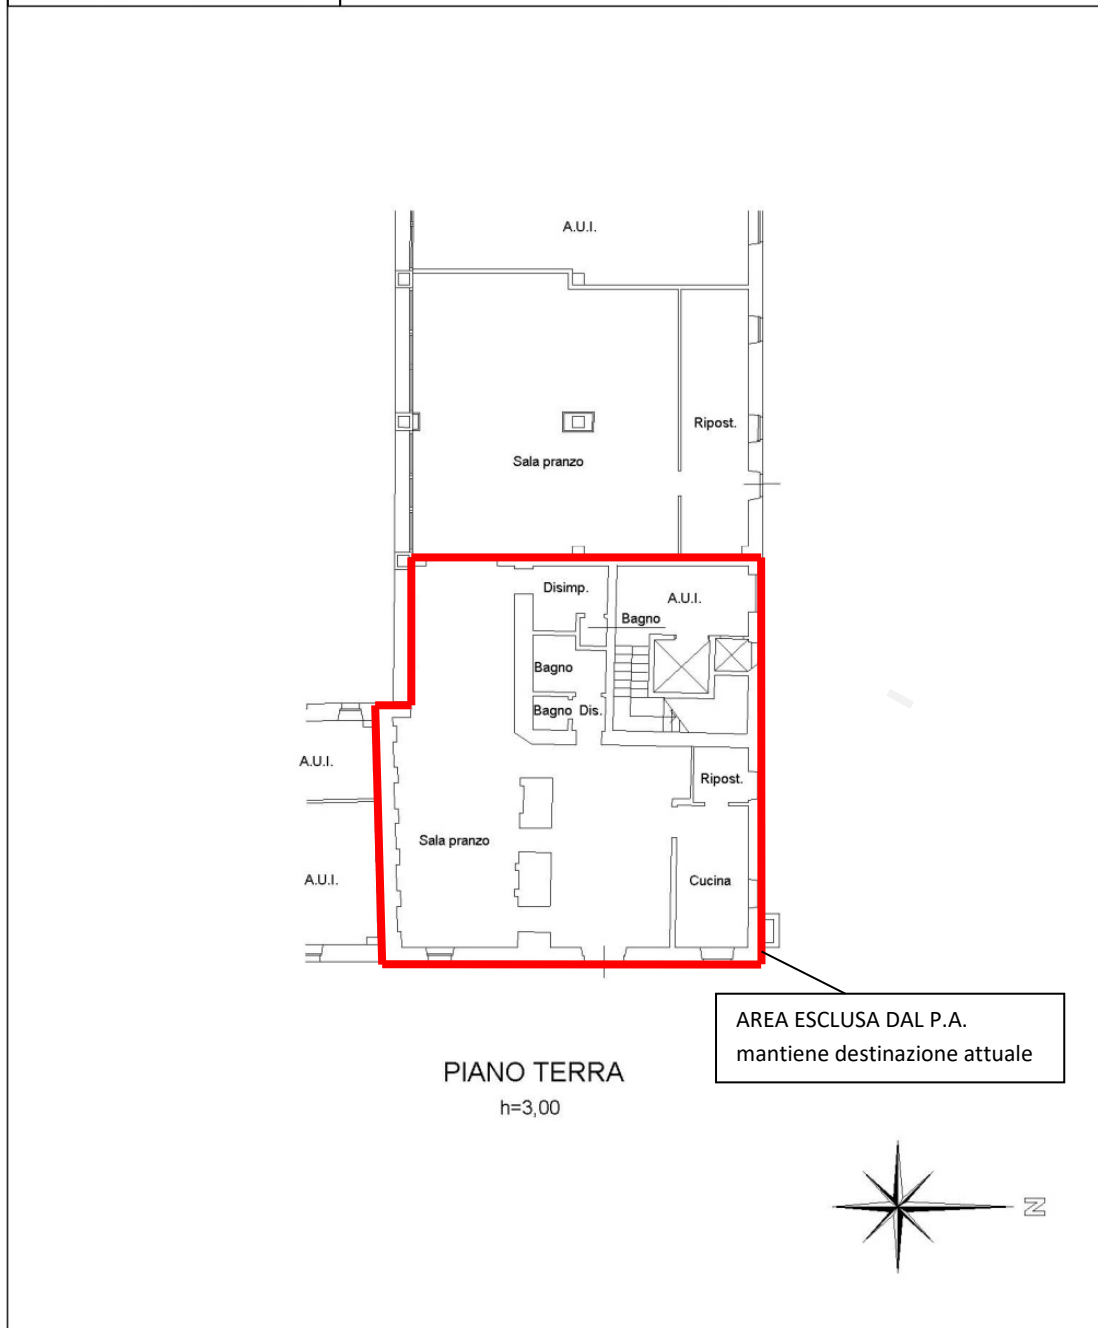 A.U.I.
Ripost.
Sala pranzo
Disimp.
A.U.I.
Bagno
Bagno
Bagno Dis.
A.U.I.
Ripost.
Sala pranzo
A.U.I.
Cucina
AREA ESCLUSA DAL P.A.
mantiene destinazione attuale
PIANO TERRA
h=3,00
N